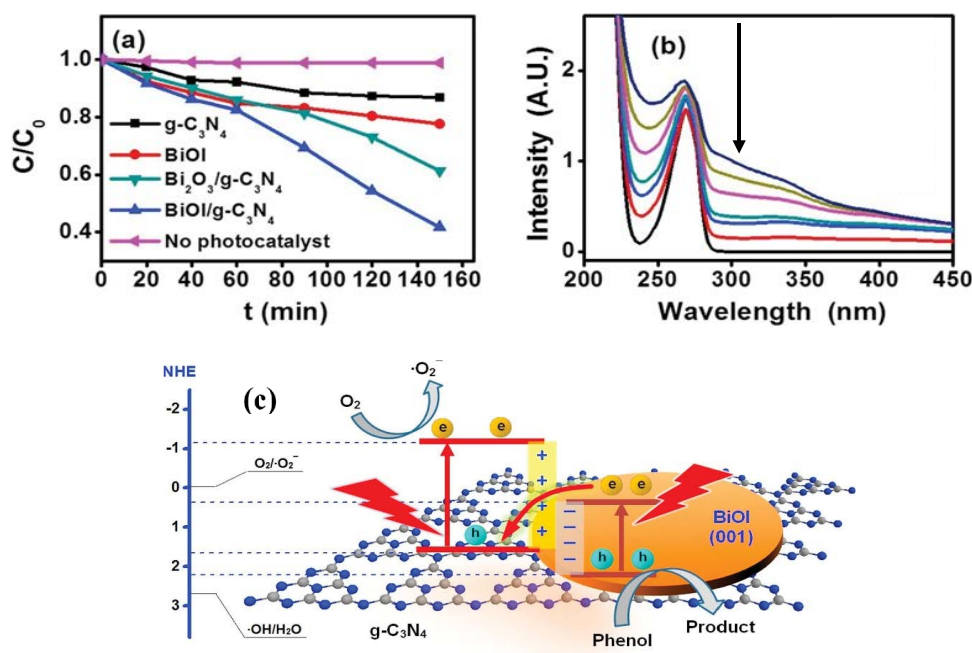 (a)
1.0
0.8
0.6
0.4
C/C₀
g-C₃N₄
BiOI
Bi₂O₃/g-C₃N₄
BiOI/g-C₃N₄
No photocatalyst
0 20 40 60 80 100 120 140 160
t (min)
(b)
2
1
0
Intensity (A.U.)
200 250 300 350 400 450
Wavelength (nm)
NHE
(c)
·O₂⁻
O₂
-2
-1
O₂/·O₂⁻
0
1
2
3
·OH/H₂O
e e
+
+
+
+
e e
−
−
−
−
h
h h
BiOI
(001)
g-C₃N₄
Phenol
Product